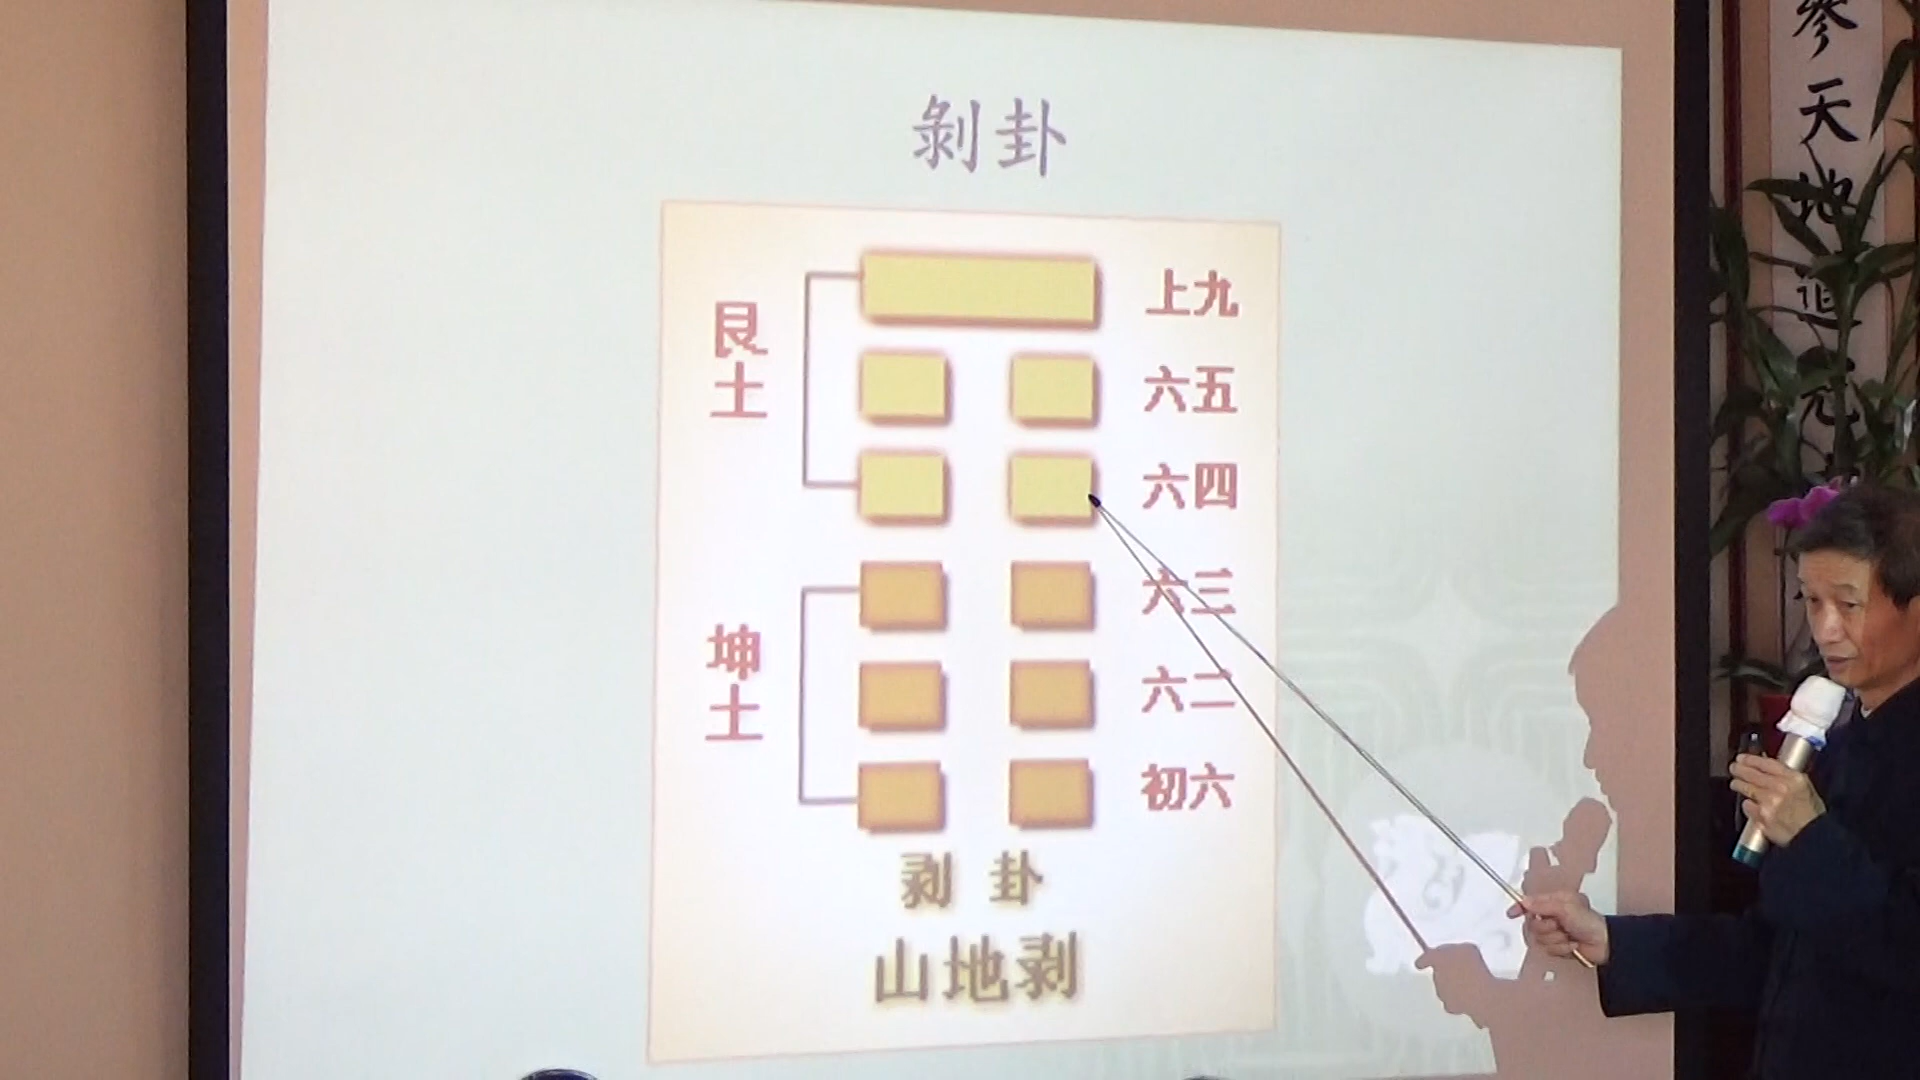 剝卦
上九
六五
六四
艮土
六三
六二
初六
坤土
剥卦
山地剥
參天地